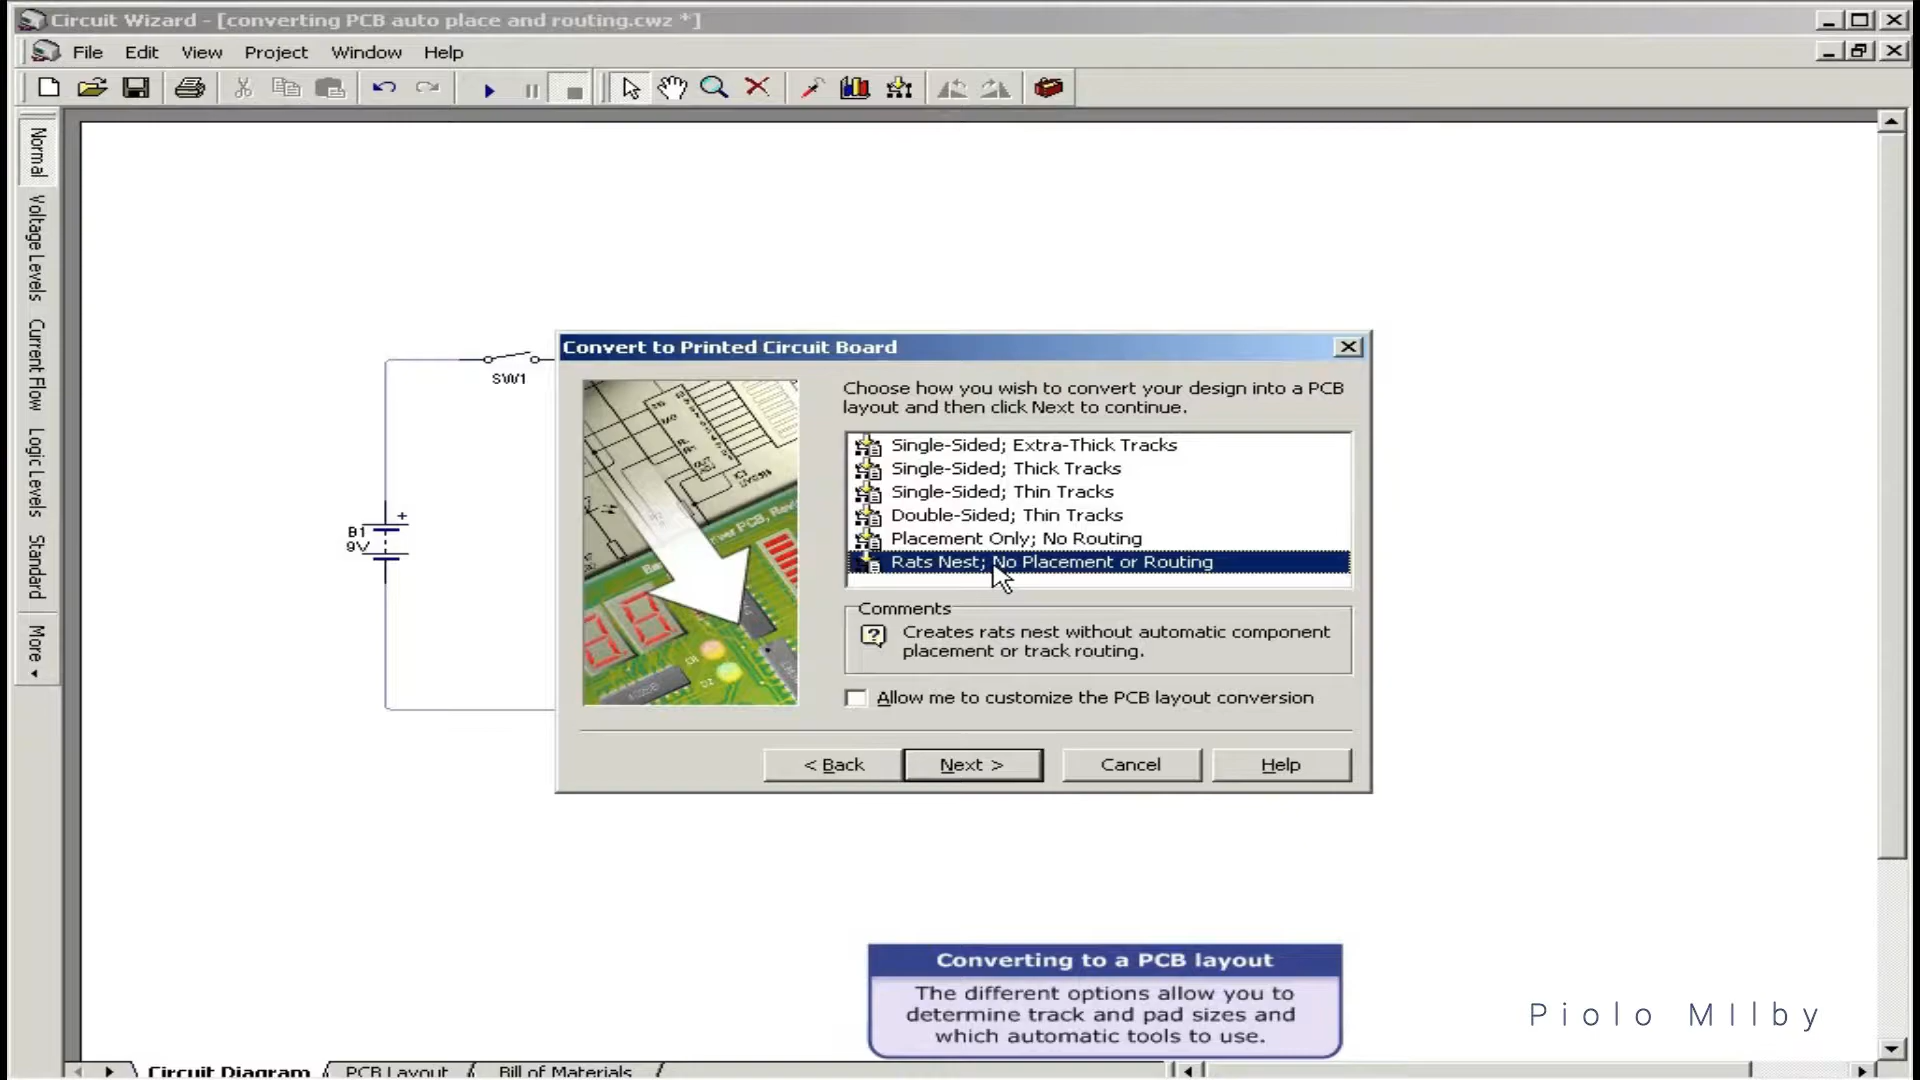 Circuit Wizard - [converting PCB auto place and routing.cwz *]
File Edit View Project Window Help
Normal
Voltage Levels
Current Flow
Logic Levels
Standard
More
SW1
+
B1
9V
Convert to Printed Circuit Board
Choose how you wish to convert your design into a PCB
layout and then click Next to continue.
Single-Sided; Extra-Thick Tracks
Single-Sided; Thick Tracks
Single-Sided; Thin Tracks
Double-Sided; Thin Tracks
Placement Only; No Routing
Rats Nest; No Placement or Routing
Comments
Creates rats nest without automatic component
placement or track routing.
Allow me to customize the PCB layout conversion
< Back Next > Cancel Help
Converting to a PCB layout
The different options allow you to
determine track and pad sizes and
which automatic tools to use.
Piolo MIlby
Circuit Diagram PCB Layout Bill of Materials